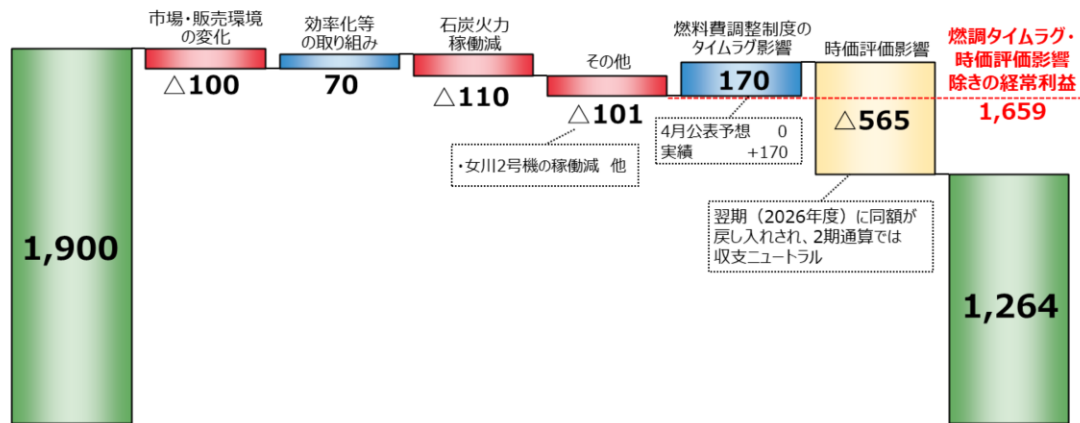 市場・販売環境
の変化
△100
効率化等
の取り組み
70
石炭火力
稼働減
△110
その他
△101
・女川2号機の稼働減 他
燃料費調整制度の
タイムラグ影響
170
4月公表予想 0
実績 +170
時価評価影響
△565
翌期（2026年度）に同額が
戻し入れされ、2期通算では
収支ニュートラル
燃調タイムラグ・
時価評価影響
除きの経常利益
1,659
1,900
1,264